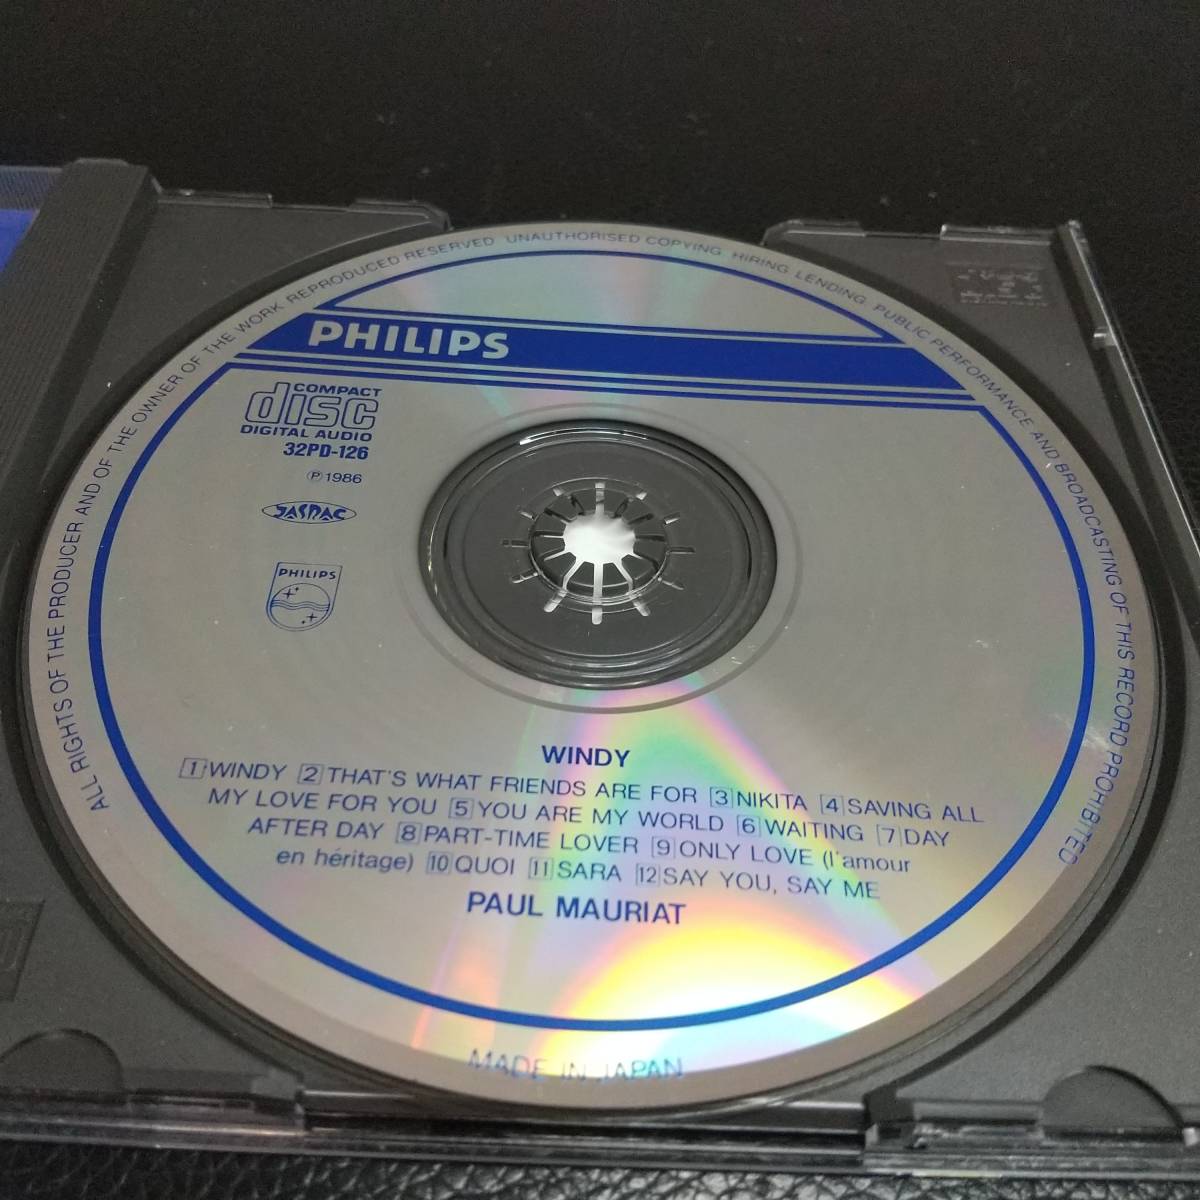 ALL RIGHTS OF THE PRODUCER AND OF THE OWNER OF THE WORK REPRODUCED RESERVED. UNAUTHORISED COPYING, HIRING, LENDING, PUBLIC PERFORMANCE AND BROADCASTING OF THIS RECORD PROHIBITED
PHILIPS
COMPACT
disc
DIGITAL AUDIO
32PD-126
Ⓟ1986
JASRAC
PHILIPS
WINDY
1 WINDY 2 THAT'S WHAT FRIENDS ARE FOR 3 NIKITA 4 SAVING ALL
MY LOVE FOR YOU 5 YOU ARE MY WORLD 6 WAITING 7 DAY
AFTER DAY 8 PART-TIME LOVER 9 ONLY LOVE (l'amour
en héritage) 10 QUOI 11 SARA 12 SAY YOU, SAY ME
PAUL MAURIAT
MADE IN JAPAN